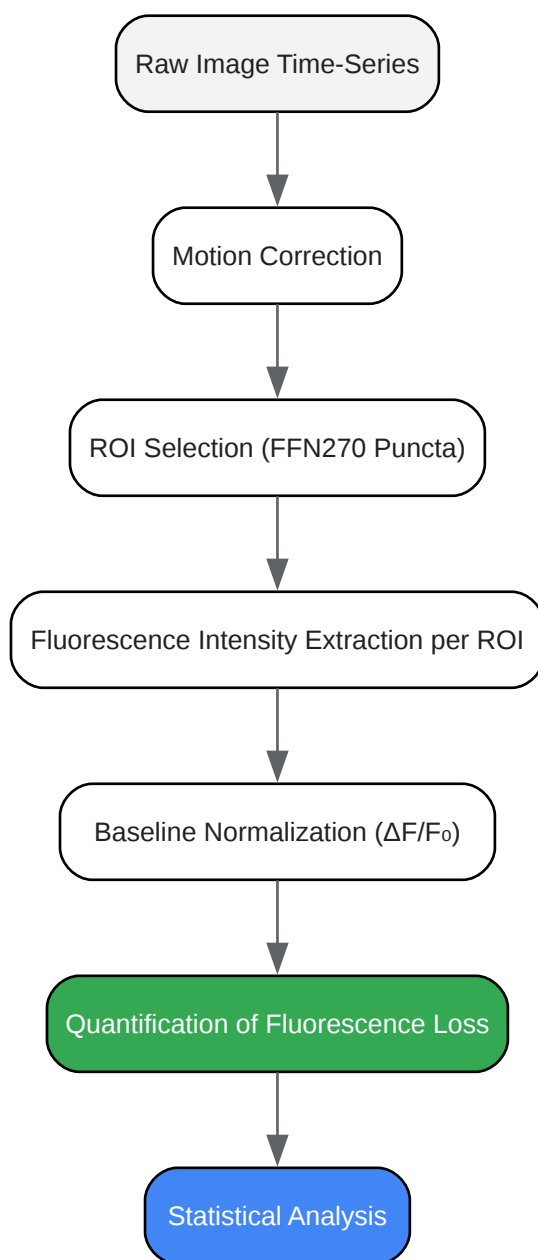 Raw Image Time-Series
Motion Correction
ROI Selection (FFN270 Puncta)
Fluorescence Intensity Extraction per ROI
Baseline Normalization (ΔF/F₀)
Quantification of Fluorescence Loss
Statistical Analysis